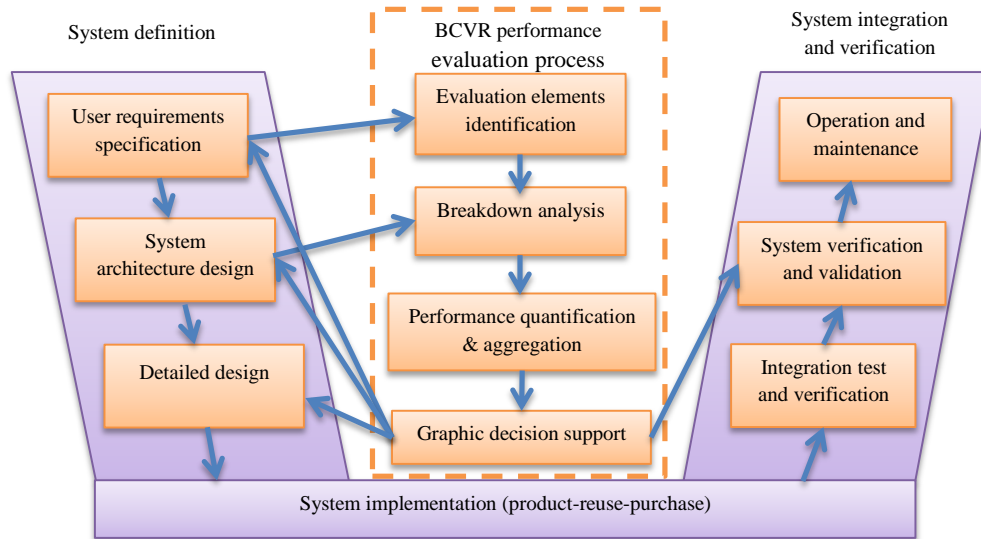 System definition
User requirements
specification
System
architecture design
Detailed design
BCVR performance
evaluation process
Evaluation elements
identification
Breakdown analysis
Performance quantification
& aggregation
Graphic decision support
System integration
and verification
Operation and
maintenance
System verification
and validation
Integration test
and verification
System implementation (product-reuse-purchase)